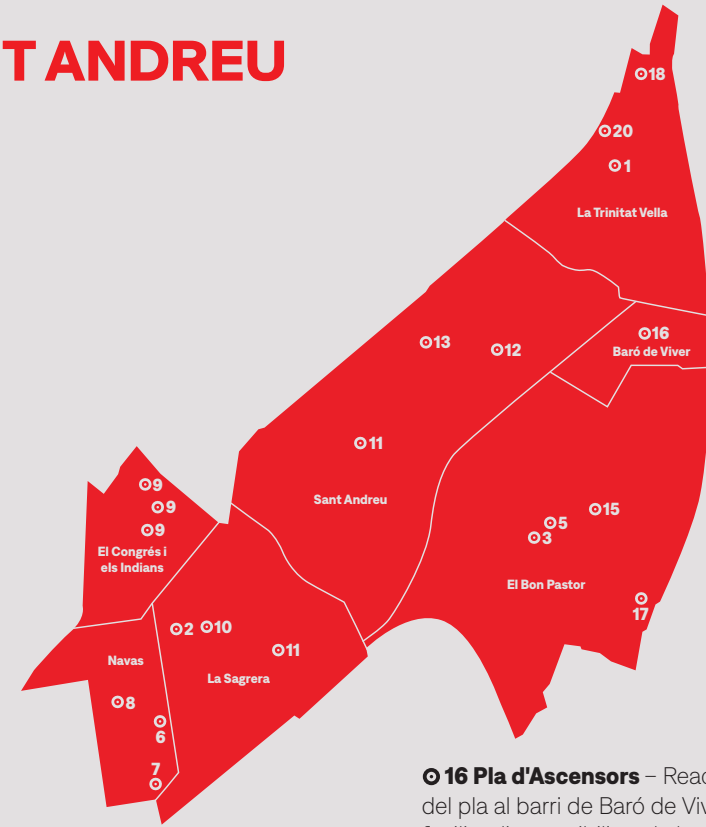 T ANDREU
18
20
1
La Trinitat Vella
16
Baró de Viver
13
12
11
Sant Andreu
9
9
9
El Congrés i
els Indians
15
5
3
El Bon Pastor
17
2 10
11
La Sagrera
Navas
8
6
7
16 Pla d'Ascensors – Reac
del pla al barri de Baró de Viv